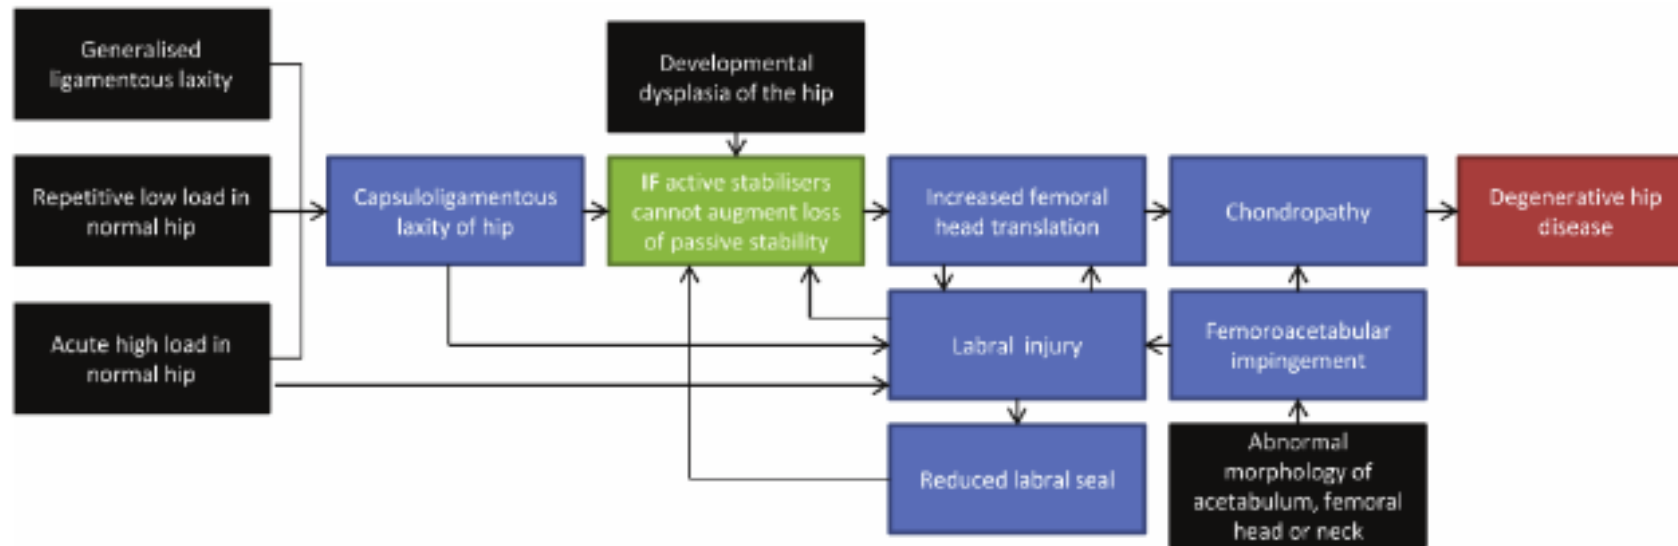 Generalised
ligamentous laxity
Developmental
dysplasia of the hip
Repetitive low load in
normal hip
Capsuloligamentous
laxity of hip
IF active stabilisers
cannot augment loss
of passive stability
Increased femoral
head translation
Chondropathy
Degenerative hip
disease
Acute high load in
normal hip
Labral injury
Femoroacetabular
impingement
Reduced labral seal
Abnormal
morphology of
acetabulum, femoral
head or neck